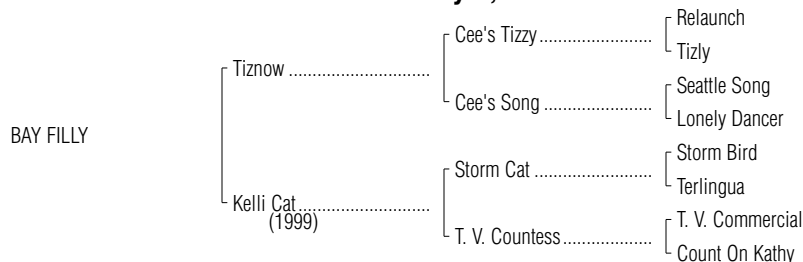 Relaunch
Cee's Tizzy
Tizly
Tiznow
Seattle Song
Cee's Song
Lonely Dancer
BAY FILLY
Storm Bird
Storm Cat
Terlingua
Kelli Cat
(1999)
T. V. Commercial
T. V. Countess
Count On Kathy